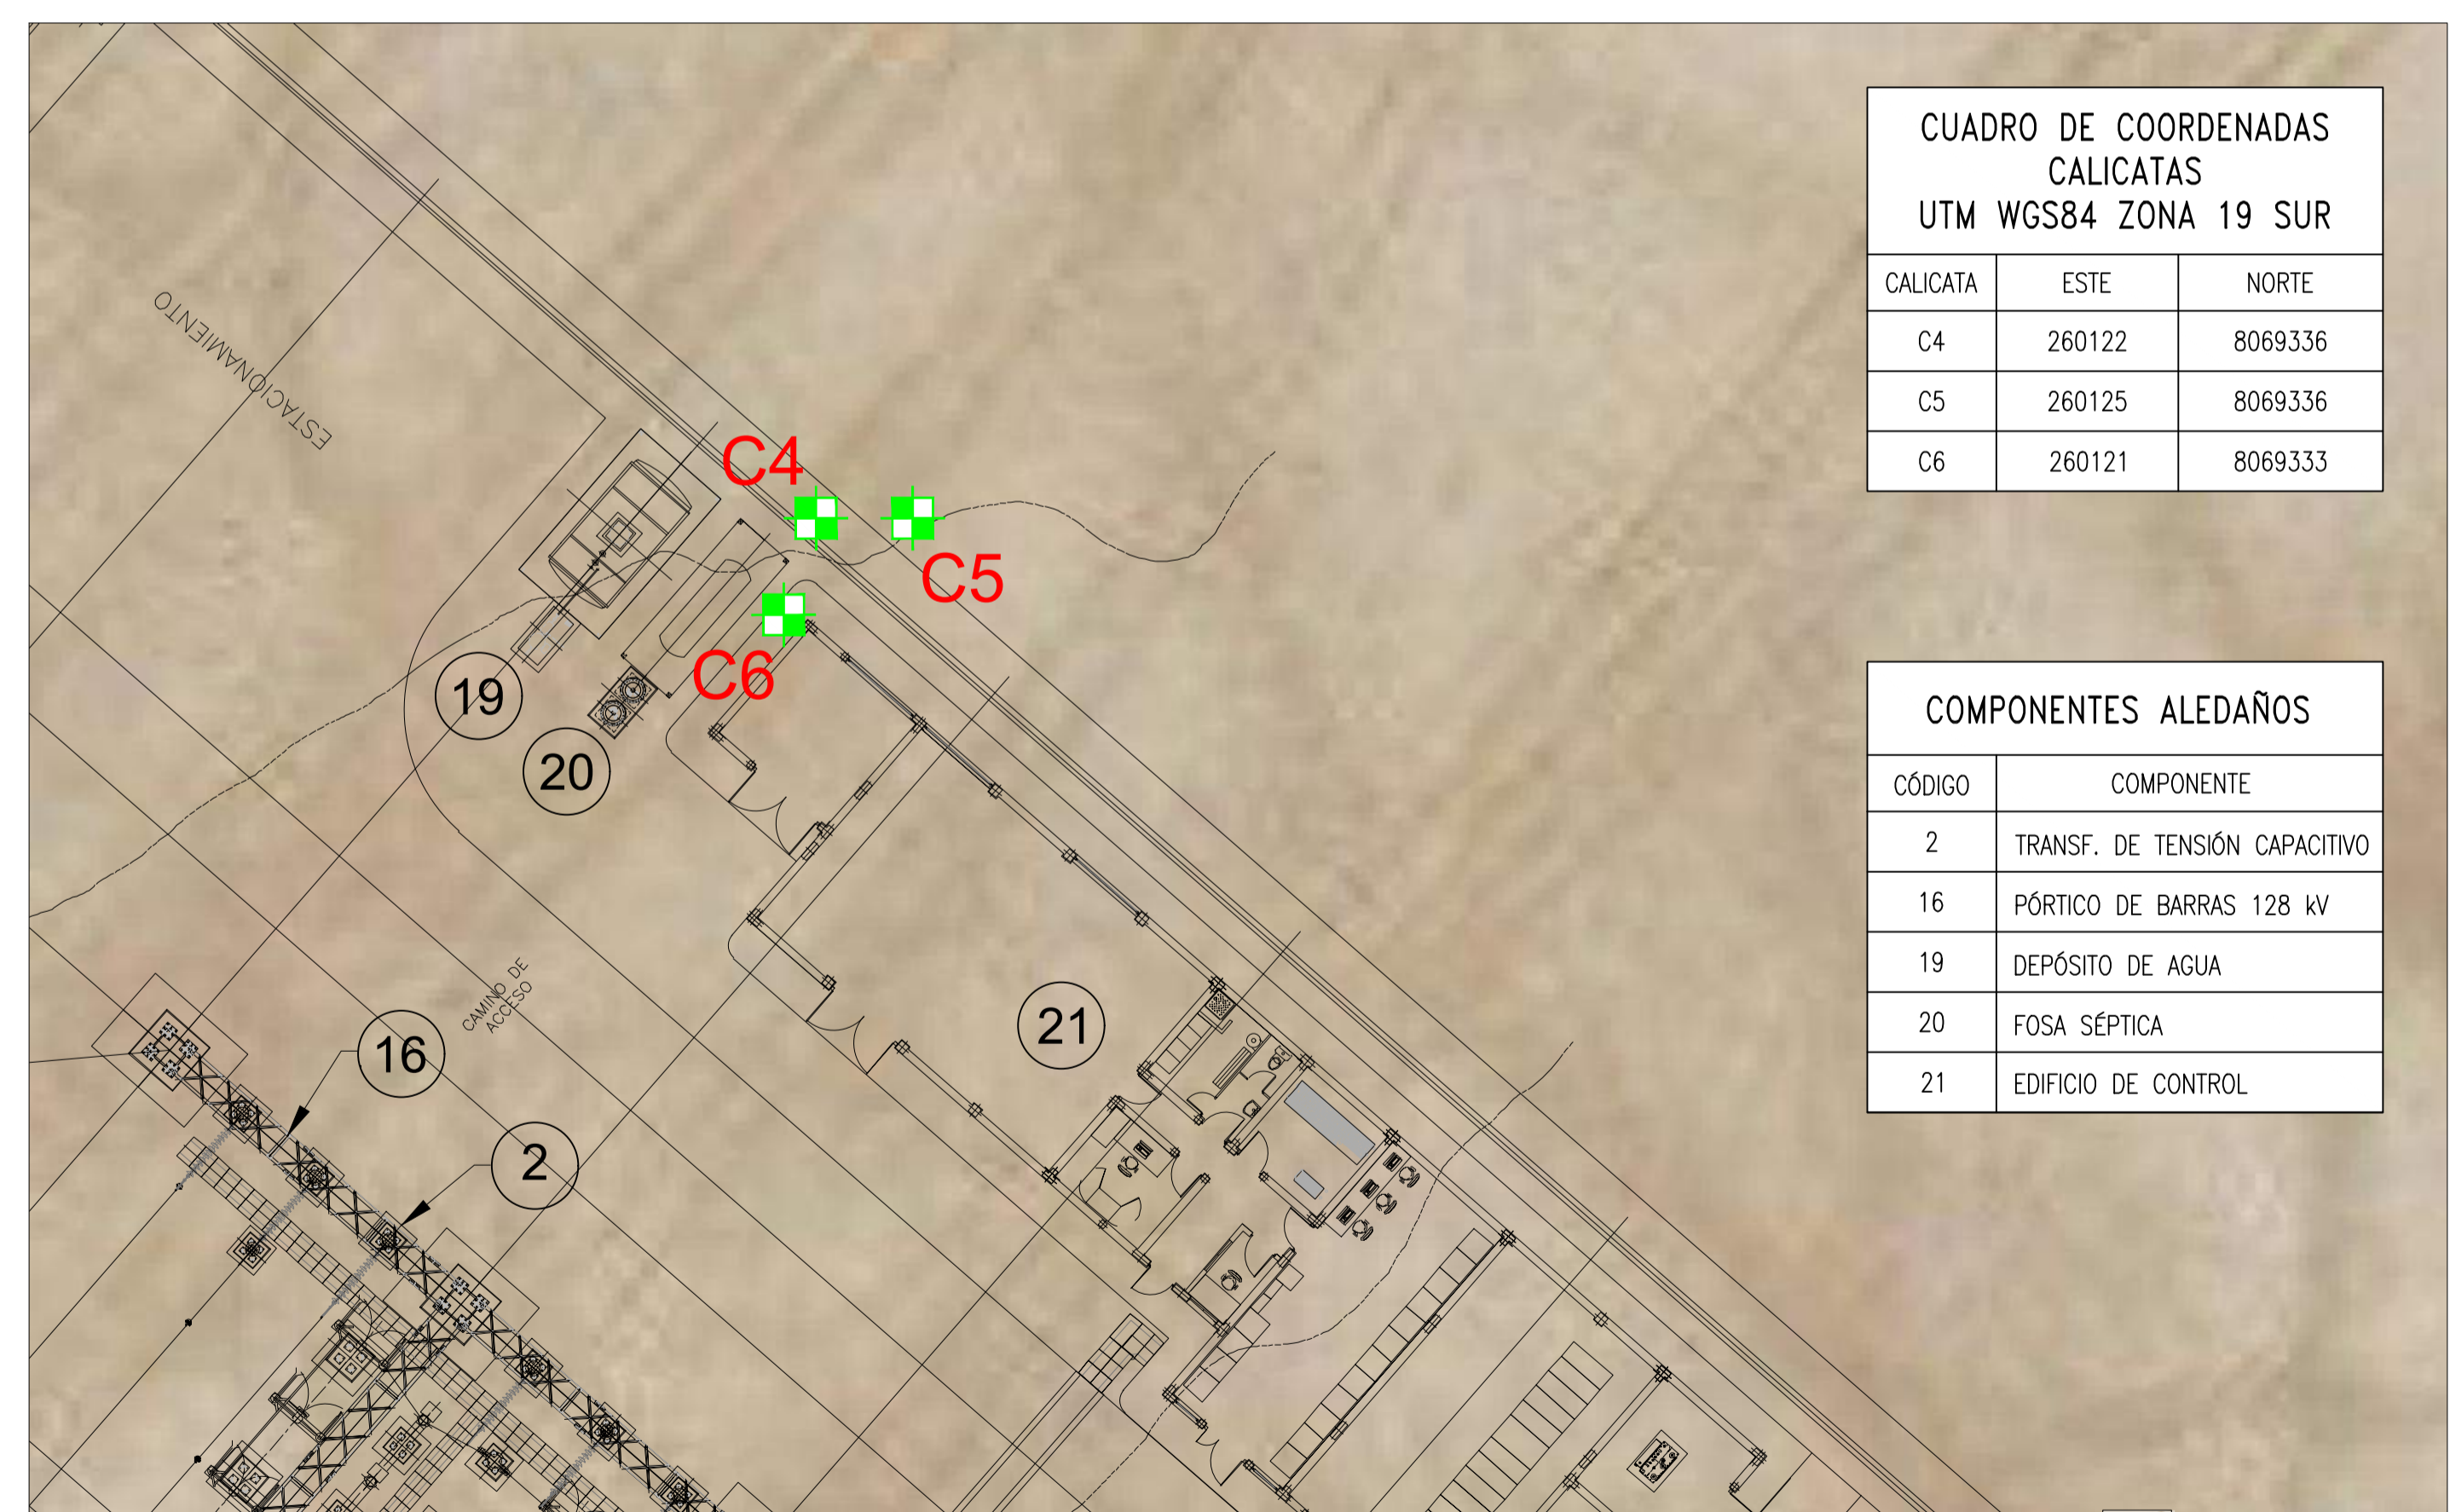 CUADRO DE COORDENADAS
CALICATAS
UTM WGS84 ZONA 19 SUR
CALICATA ESTE NORTE
C4 260122 8069336
C5 260125 8069336
C6 260121 8069333
ESTACIONAMIENTO
C4
C5
C6
19
20
COMPONENTES ALEDAÑOS
CÓDIGO COMPONENTE
2 TRANSF. DE TENSIÓN CAPACITIVO
16 PÓRTICO DE BARRAS 128 kV
19 DEPÓSITO DE AGUA
20 FOSA SÉPTICA
21 EDIFICIO DE CONTROL
CAMINO DE
ACCESO
21
16
2